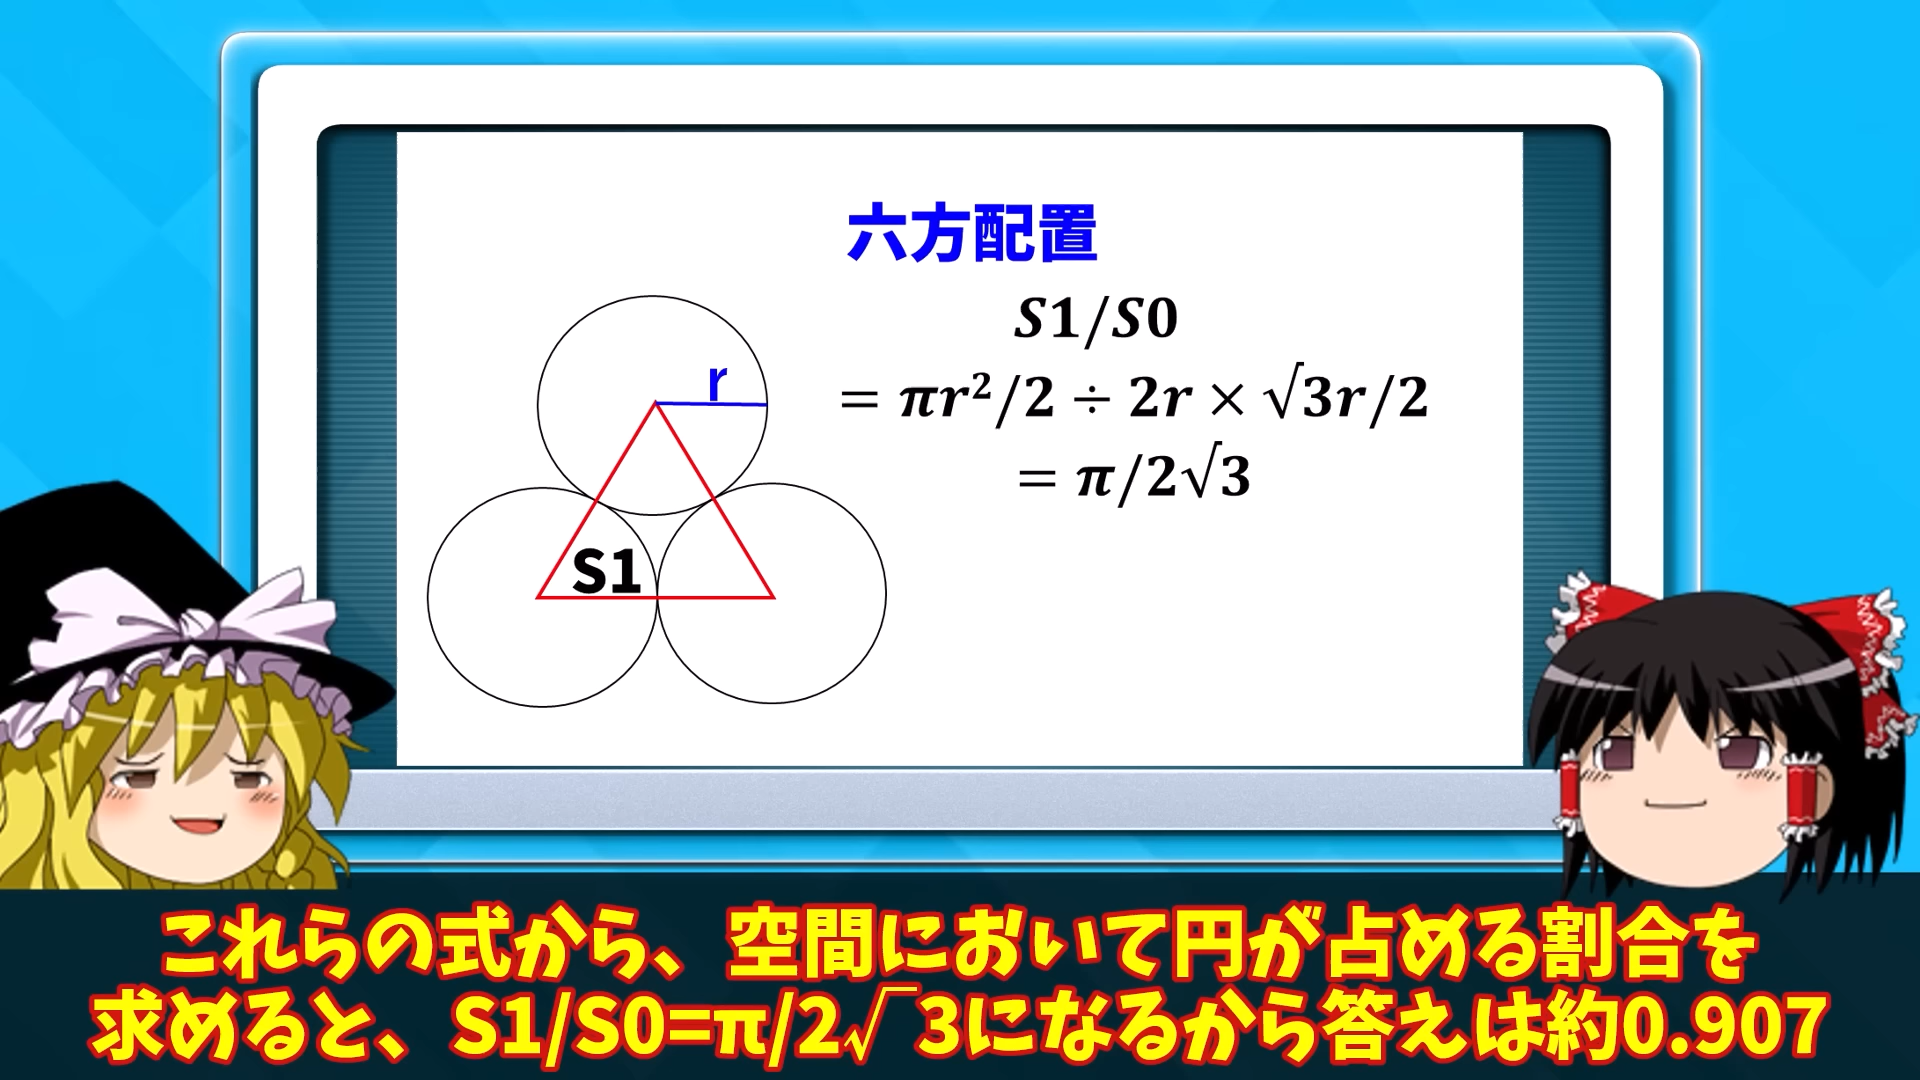 六方配置
S1/S0
= πr²/2 ÷ 2r × √3r/2
= π/2√3
r
S1
これらの式から、空間において円が占める割合を
求めると、S1/S0=π/2√ 3になるから答えは約0.907